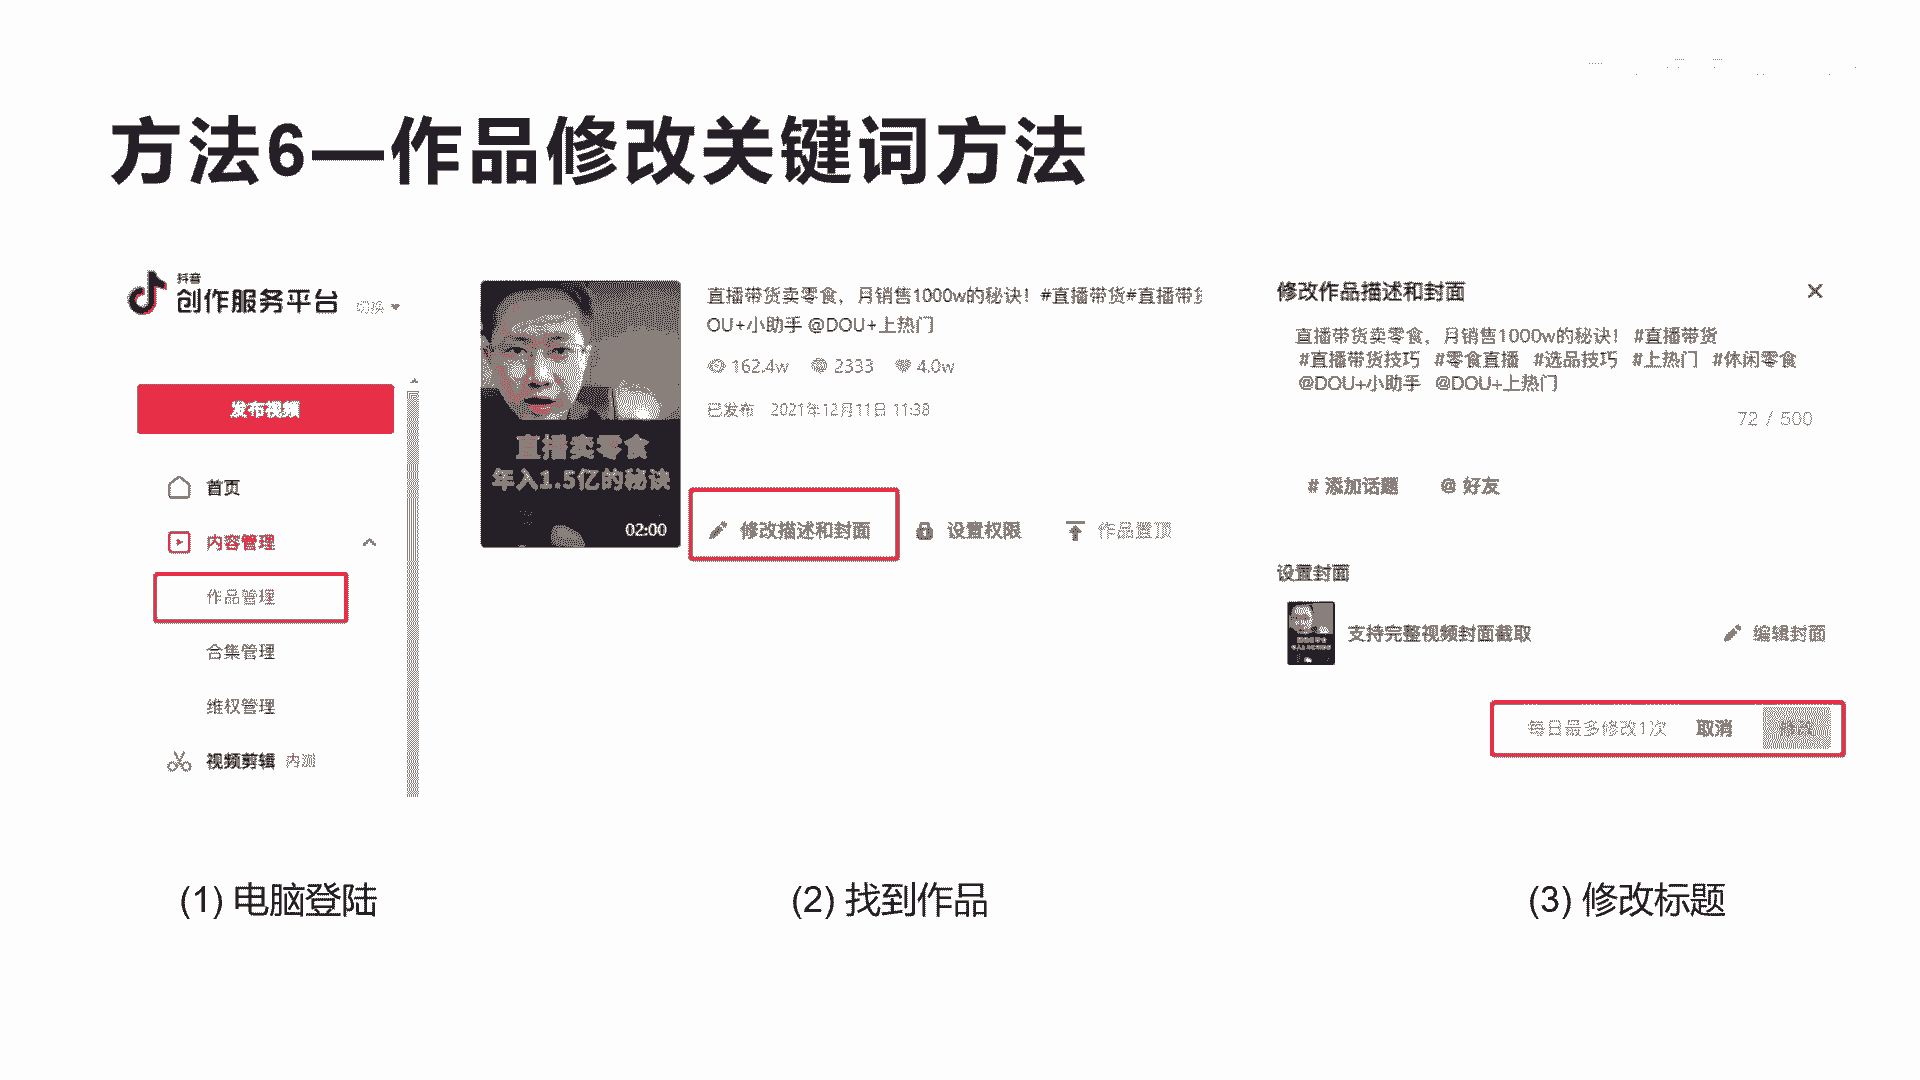 方法6—作品修改关键词方法
抖音
创作服务平台 切换
发布视频
首页
内容管理
作品管理
合集管理
维权管理
视频剪辑 内测
直播卖零食
年入1.5亿的秘诀
02:00
直播带货卖零食，月销售1000w的秘诀！#直播带货#直播带货
OU+小助手 @DOU+上热门
162.4w 2333 4.0w
已发布 2021年12月11日 11:38
修改描述和封面 设置权限 作品置顶
修改作品描述和封面
直播带货卖零食，月销售1000w的秘诀！ #直播带货
#直播带货技巧 #零食直播 #选品技巧 #上热门 #休闲零食
@DOU+小助手 @DOU+上热门
72 / 500
# 添加话题 @ 好友
设置封面
支持完整视频封面截取 编辑封面
每日最多修改1次 取消 修改
(1) 电脑登陆
(2) 找到作品
(3) 修改标题